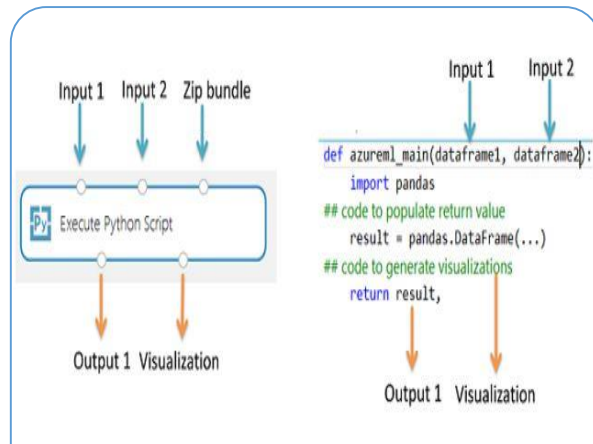 Input 1 Input 2 Zip bundle
Py Execute Python Script
Output 1 Visualization
Input 1 Input 2
def azureml_main(dataframe1, dataframe2):
import pandas
## code to populate return value
result = pandas.DataFrame(...)
## code to generate visualizations
return result,
Output 1 Visualization